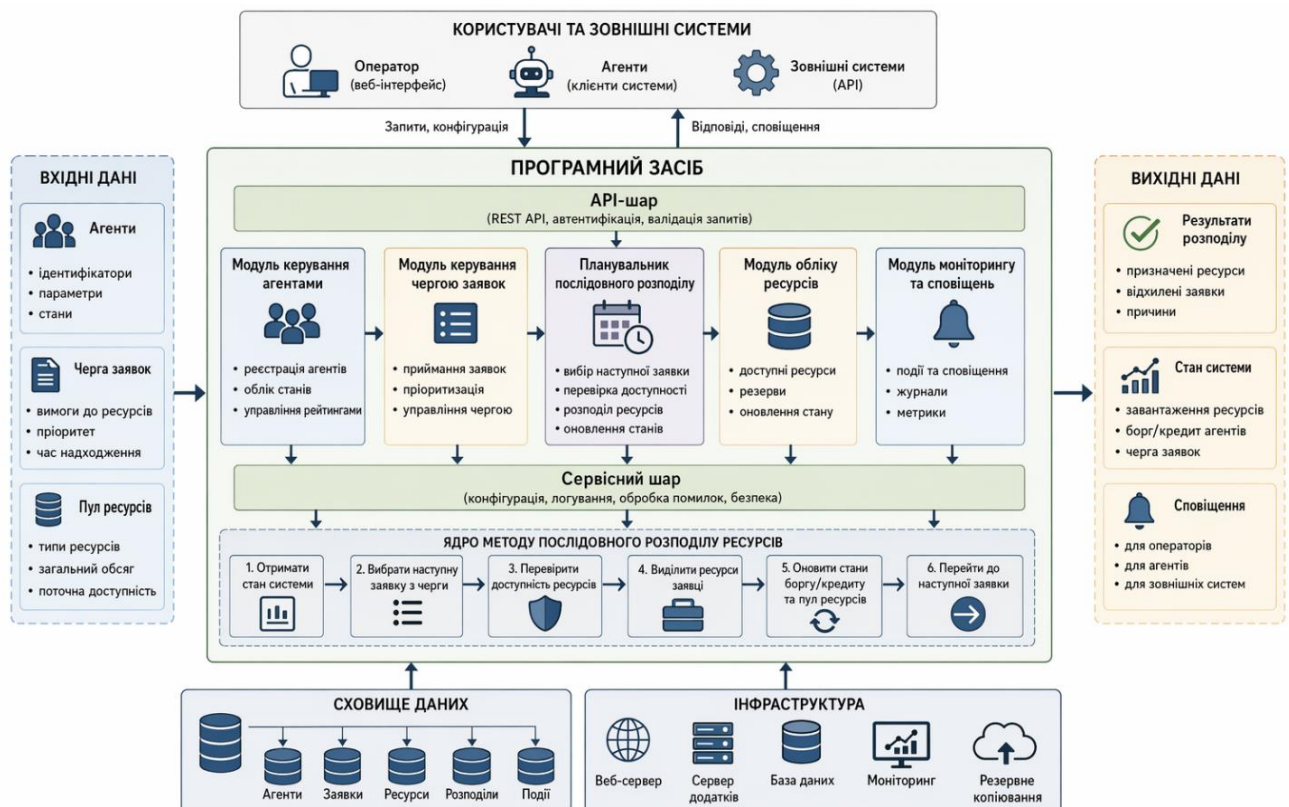 КОРИСТУВАЧІ ТА ЗОВНІШНІ СИСТЕМИ
Оператор
(веб-інтерфейс)
Агенти
(клієнти системи)
Зовнішні системи
(API)
Запити, конфігурація
Відповіді, сповіщення
ВХІДНІ ДАНІ
Агенти
• ідентифікатори
• параметри
• стани
Черга заявок
• вимоги до ресурсів
• пріоритет
• час надходження
Пул ресурсів
• типи ресурсів
• загальний обсяг
• поточна доступність
ПРОГРАМНИЙ ЗАСІБ
API-шар
(REST API, автентифікація, валідація запитів)
Модуль керування
агентами
• реєстрація агентів
• облік станів
• управління рейтингами
Модуль керування
чергою заявок
• приймання заявок
• пріоритизація
• управління чергою
Планувальник
послідовного розподілу
• вибір наступної заявки
• перевірка доступності
• розподіл ресурсів
• оновлення станів
Модуль обліку
ресурсів
• доступні ресурси
• резерви
• оновлення стану
Модуль моніторингу
та сповіщень
• події та сповіщення
• журнали
• метрики
Сервісний шар
(конфігурація, логування, обробка помилок, безпека)
ЯДРО МЕТОДУ ПОСЛІДОВНОГО РОЗПОДІЛУ РЕСУРСІВ
1. Отримати
стан системи
2. Вибрати наступну
заявку з черги
3. Перевірити
доступність ресурсів
4. Виділити ресурси
заявці
5. Оновити стани
боргу/кредиту
та пул ресурсів
6. Перейти до
наступної заявки
ВИХІДНІ ДАНІ
Результати
розподілу
• призначені ресурси
• відхилені заявки
• причини
Стан системи
• завантаження ресурсів
• борг/кредит агентів
• черга заявок
Сповіщення
• для операторів
• для агентів
• для зовнішніх систем
СХОВИЩЕ ДАНИХ
Агенти
Заявки
Ресурси
Розподіли
Події
ІНФРАСТРУКТУРА
Веб-сервер
Сервер
додатків
База даних
Моніторинг
Резервне
копіювання